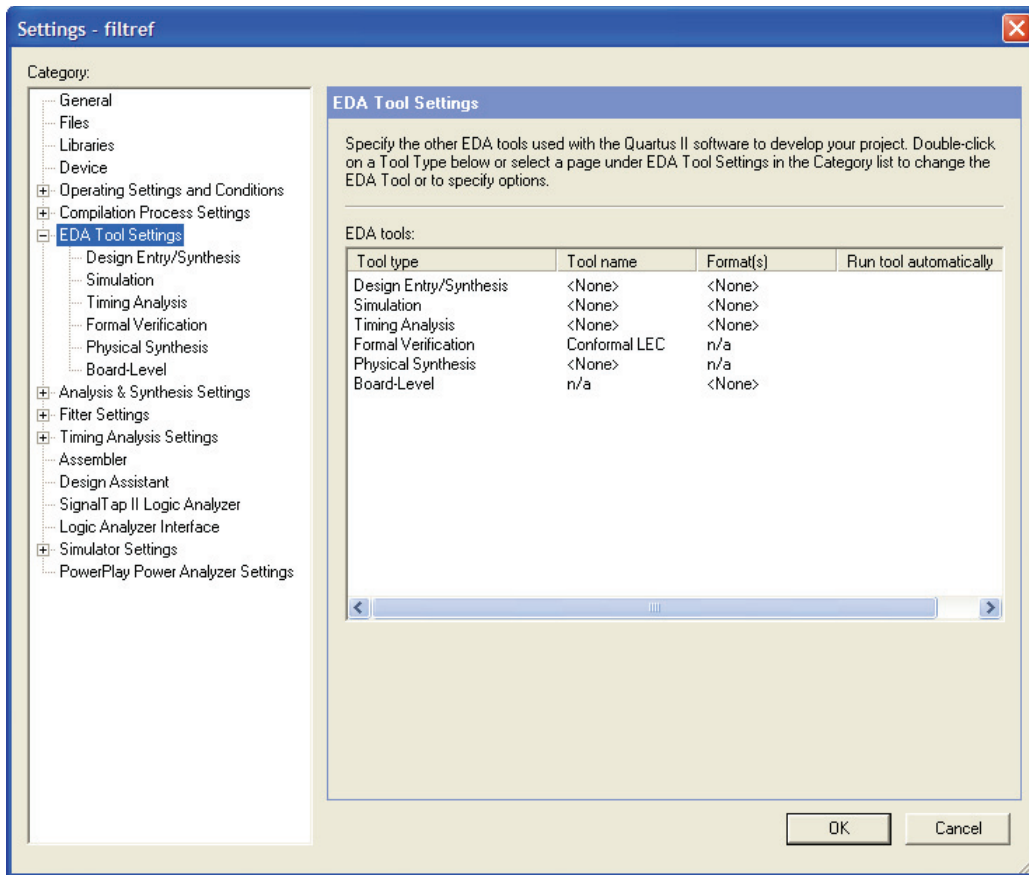 Settings - filtref
Category:
General
Files
Libraries
Device
Operating Settings and Conditions
Compilation Process Settings
EDA Tool Settings
Design Entry/Synthesis
Simulation
Timing Analysis
Formal Verification
Physical Synthesis
Board-Level
Analysis & Synthesis Settings
Fitter Settings
Timing Analysis Settings
Assembler
Design Assistant
SignalTap II Logic Analyzer
Logic Analyzer Interface
Simulator Settings
PowerPlay Power Analyzer Settings
EDA Tool Settings
Specify the other EDA tools used with the Quartus II software to develop your project. Double-click
on a Tool Type below or select a page under EDA Tool Settings in the Category list to change the
EDA Tool or to specify options.
EDA tools:
Tool type Tool name Format(s) Run tool automatically
Design Entry/Synthesis <None> <None>
Simulation <None> <None>
Timing Analysis <None> <None>
Formal Verification Conformal LEC n/a
Physical Synthesis <None> n/a
Board-Level n/a <None>
OK Cancel